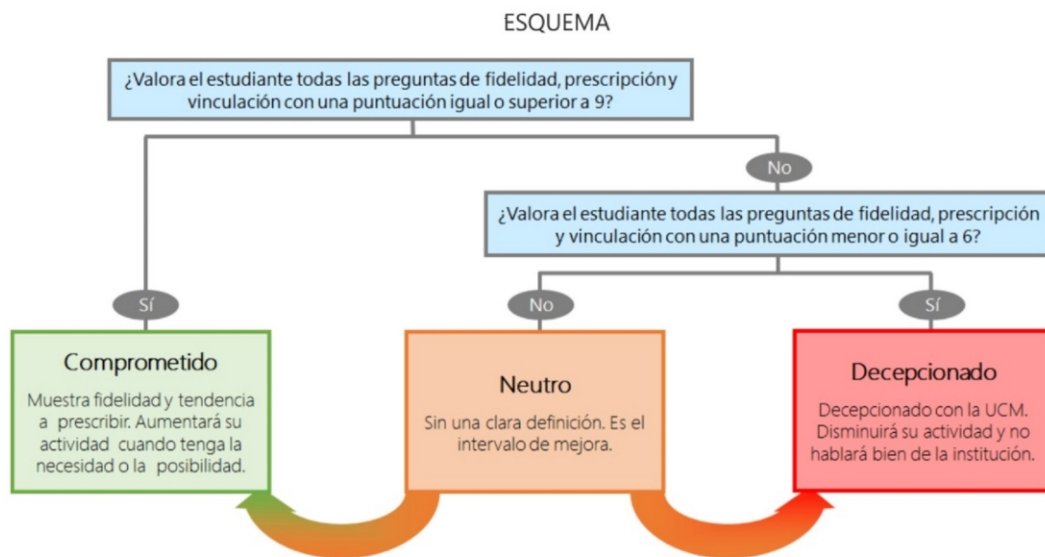 ESQUEMA
¿Valora el estudiante todas las preguntas de fidelidad, prescripción y
vinculación con una puntuación igual o superior a 9?
No
¿Valora el estudiante todas las preguntas de fidelidad, prescripción
y vinculación con una puntuación menor o igual a 6?
Sí
No
Sí
Comprometido
Muestra fidelidad y tendencia
a prescribir. Aumentará su
actividad cuando tenga la
necesidad o la posibilidad.
Neutro
Sin una clara definición. Es el
intervalo de mejora.
Decepcionado
Decepcionado con la UCM.
Disminuirá su actividad y no
hablará bien de la institución.